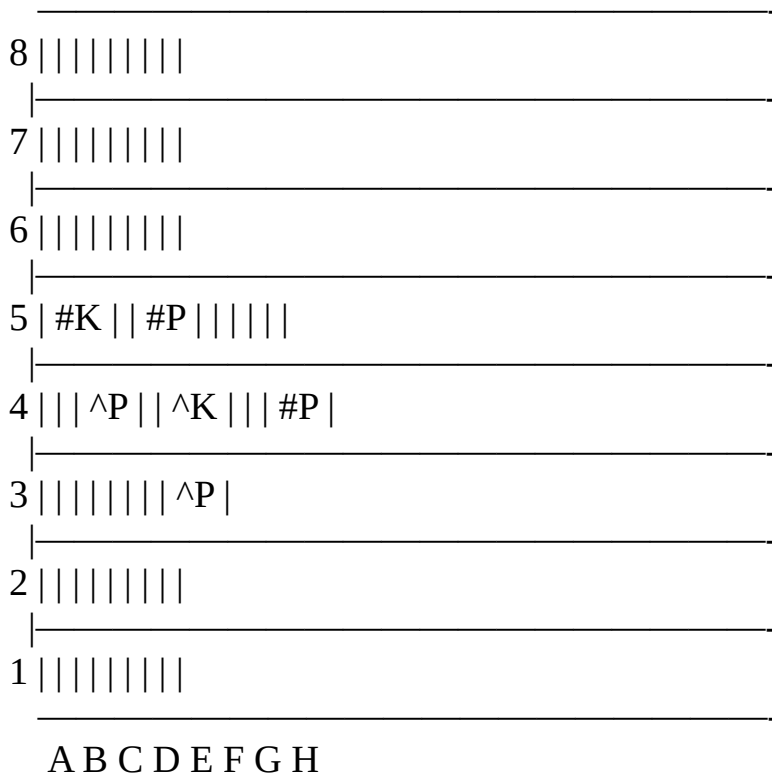 ————————————————————-
8 | | | | | | | | |
|————————————————————-
7 | | | | | | | | |
|————————————————————-
6 | | | | | | | | |
|————————————————————-
5 | #K | | #P | | | | | |
|————————————————————-
4 | | | ^P | | ^K | | | #P |
|————————————————————-
3 | | | | | | | | ^P |
|————————————————————-
2 | | | | | | | | |
|————————————————————-
1 | | | | | | | | |
————————————————————-
A B C D E F G H